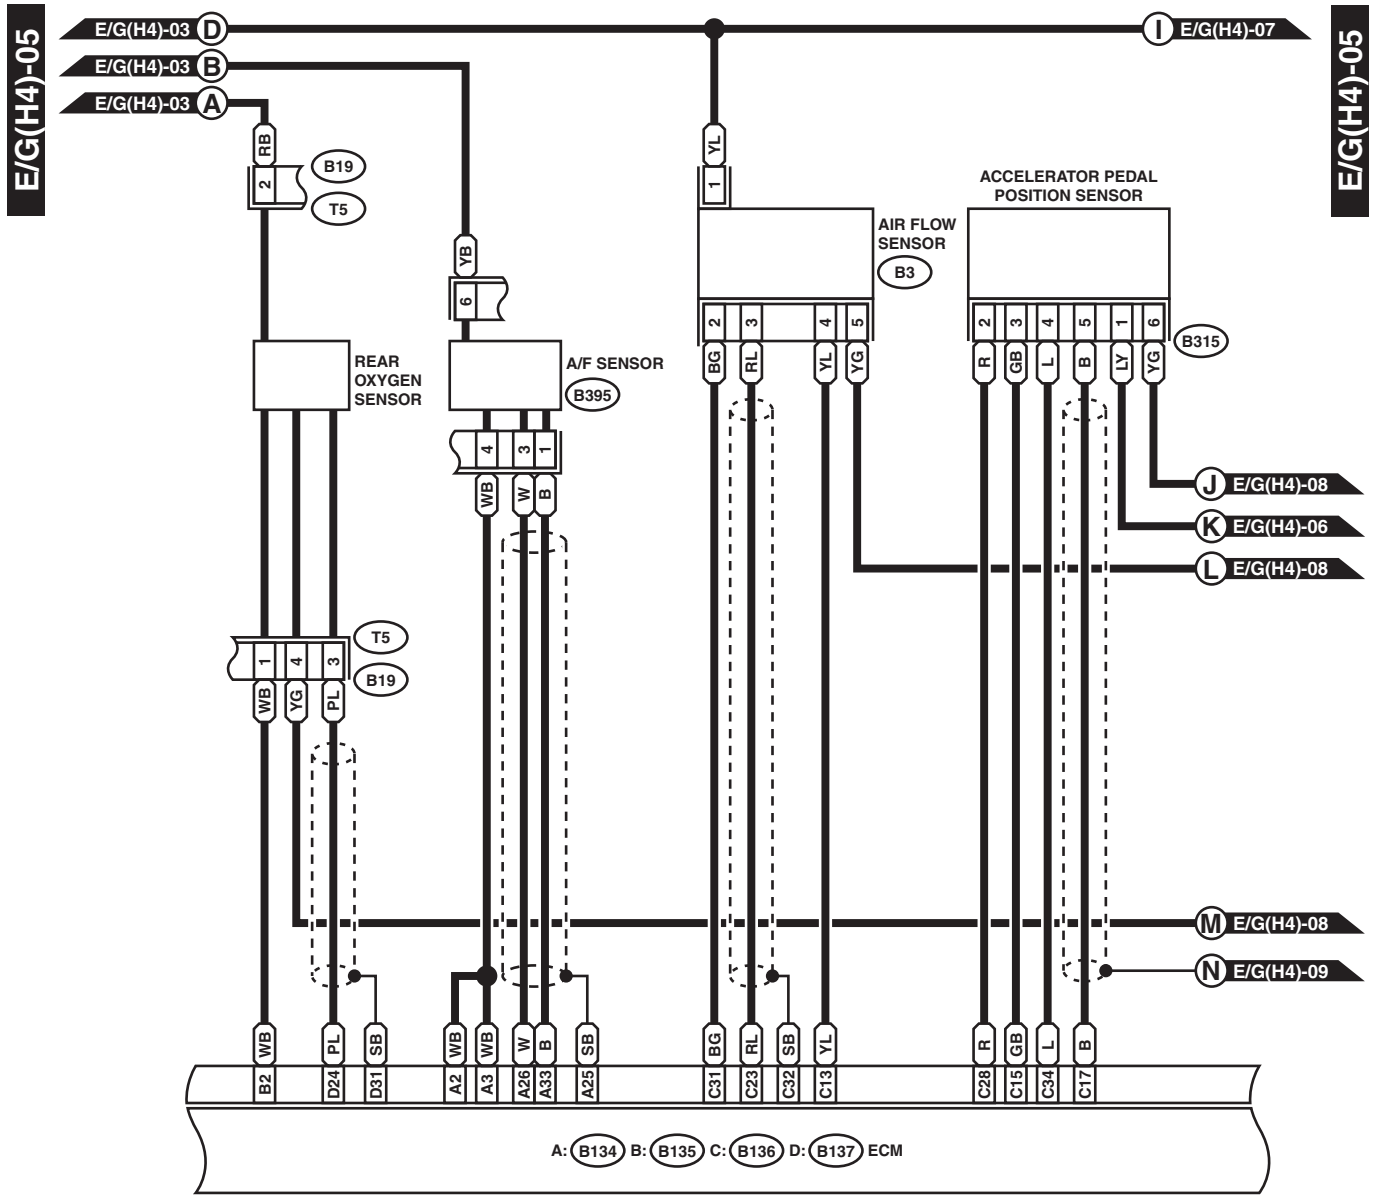 E/G(H4)-05
E/G(H4)-03 D
I E/G(H4)-07
E/G(H4)-05
E/G(H4)-03 B
E/G(H4)-03 A
RB
YL
2
B19
T5
1
ACCELERATOR PEDAL
POSITION SENSOR
AIR FLOW
SENSOR
B3
YB
6
2 3 4 5
2 3 4 5 1 6
B315
BG RL YL YG
R GB L B LY YG
REAR
OXYGEN
SENSOR
A/F SENSOR
B395
4 3 1
WB W B
J E/G(H4)-08
K E/G(H4)-06
L E/G(H4)-08
T5
1 4 3
B19
WB YG PL
M E/G(H4)-08
N E/G(H4)-09
WB PL SB WB WB W B SB BG RL SB YL R GB L B
B2 D24 D31 A2 A3 A26 A33 A25 C31 C23 C32 C13 C28 C15 C34 C17
A: B134 B: B135 C: B136 D: B137 ECM